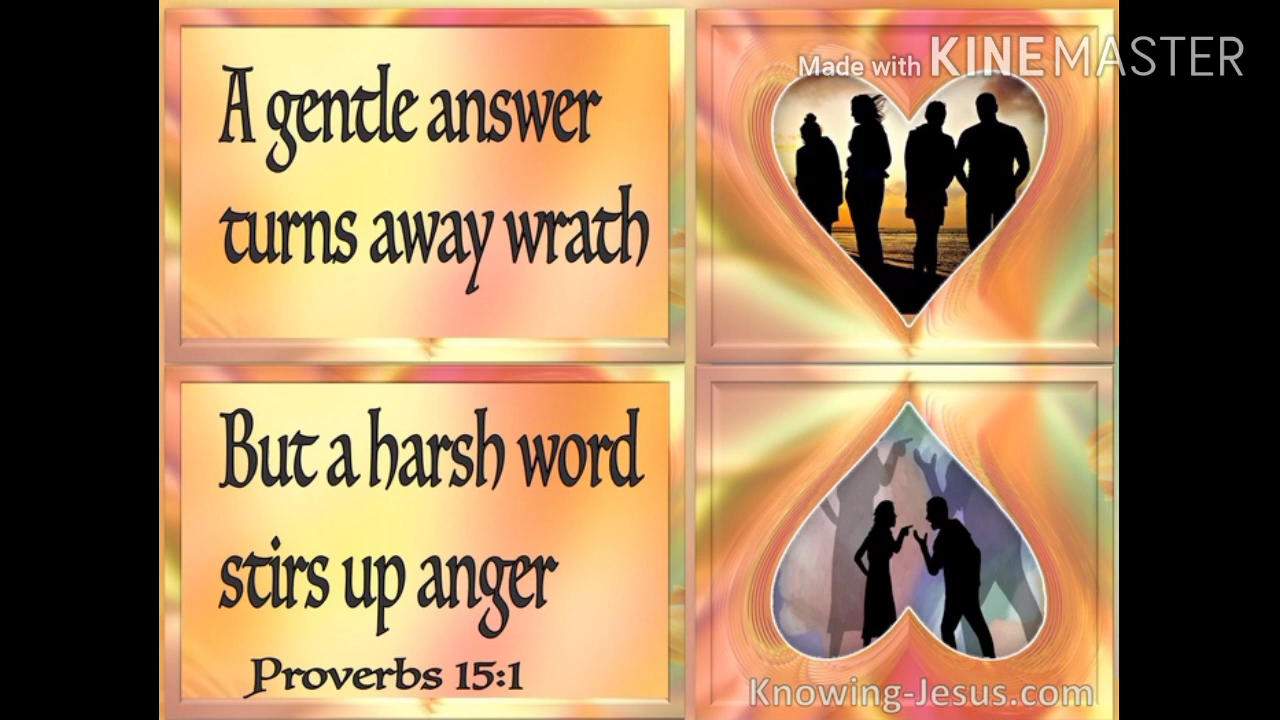 Made with KINEMASTER
A gentle answer
turns away wrath
But a harsh word
stirs up anger
Proverbs 15:1
Knowing-Jesus.com